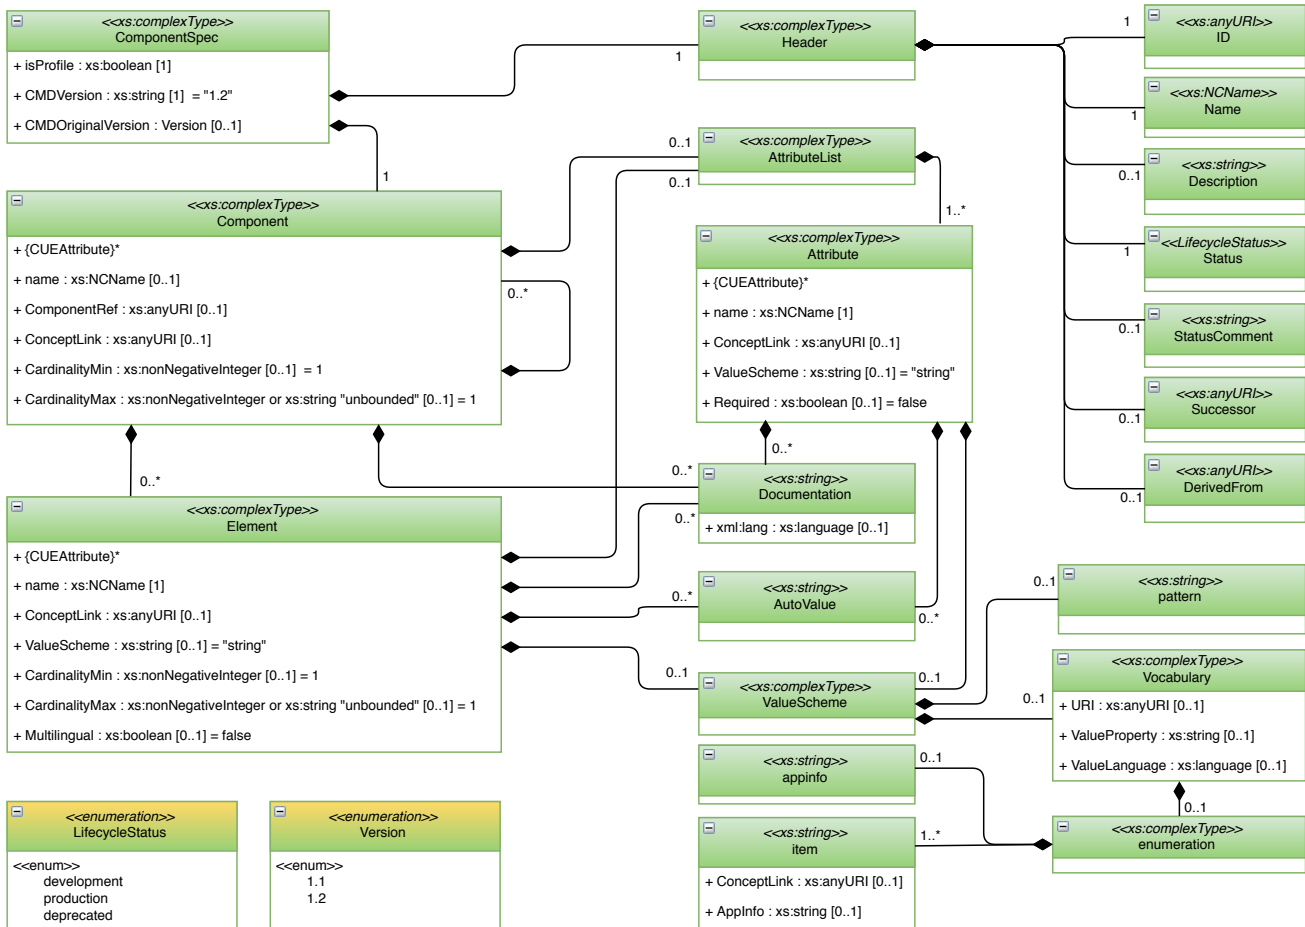 <<xs:complexType>>
ComponentSpec
+ isProfile : xs:boolean [1]
+ CMDVersion : xs:string [1]  = "1.2"
+ CMDOriginalVersion : Version [0..1]
1
<<xs:complexType>>
Header
1
1
<<xs:anyURI>>
ID
<<xs:NCName>>
Name
1
<<xs:string>>
Description
0..1
<<LifecycleStatus>>
Status
1
<<xs:string>>
StatusComment
0..1
<<xs:anyURI>>
Successor
0..1
<<xs:anyURI>>
DerivedFrom
0..1
0..1
<<xs:complexType>>
AttributeList
0..1
1..*
<<xs:complexType>>
Component
+ {CUEAttribute}*
+ name : xs:NCName [0..1]
+ ComponentRef : xs:anyURI [0..1]
+ ConceptLink : xs:anyURI [0..1]
+ CardinalityMin : xs:nonNegativeInteger [0..1]  = 1
+ CardinalityMax : xs:nonNegativeInteger or xs:string "unbounded" [0..1] = 1
0..*
0..*
<<xs:complexType>>
Attribute
+ {CUEAttribute}*
+ name : xs:NCName [1]
+ ConceptLink : xs:anyURI [0..1]
+ ValueScheme : xs:string [0..1] = "string"
+ Required : xs:boolean [0..1] = false
0..*
0..*
<<xs:string>>
Documentation
+ xml:lang : xs:language [0..1]
0..*
<<xs:complexType>>
Element
+ {CUEAttribute}*
+ name : xs:NCName [1]
+ ConceptLink : xs:anyURI [0..1]
+ ValueScheme : xs:string [0..1] = "string"
+ CardinalityMin : xs:nonNegativeInteger [0..1] = 1
+ CardinalityMax : xs:nonNegativeInteger or xs:string "unbounded" [0..1] = 1
+ Multilingual : xs:boolean [0..1] = false
0..*
<<xs:string>>
AutoValue
0..*
0..1
<<xs:string>>
pattern
0..1
<<xs:complexType>>
ValueScheme
0..1
0..1
<<xs:complexType>>
Vocabulary
+ URI : xs:anyURI [0..1]
+ ValueProperty : xs:string [0..1]
+ ValueLanguage : xs:language [0..1]
0..1
<<xs:string>>
appinfo
0..1
<<xs:complexType>>
enumeration
<<xs:string>>
item
+ ConceptLink : xs:anyURI [0..1]
+ AppInfo : xs:string [0..1]
1..*
<<enumeration>>
LifecycleStatus
<<enum>>
development
production
deprecated
<<enumeration>>
Version
<<enum>>
1.1
1.2